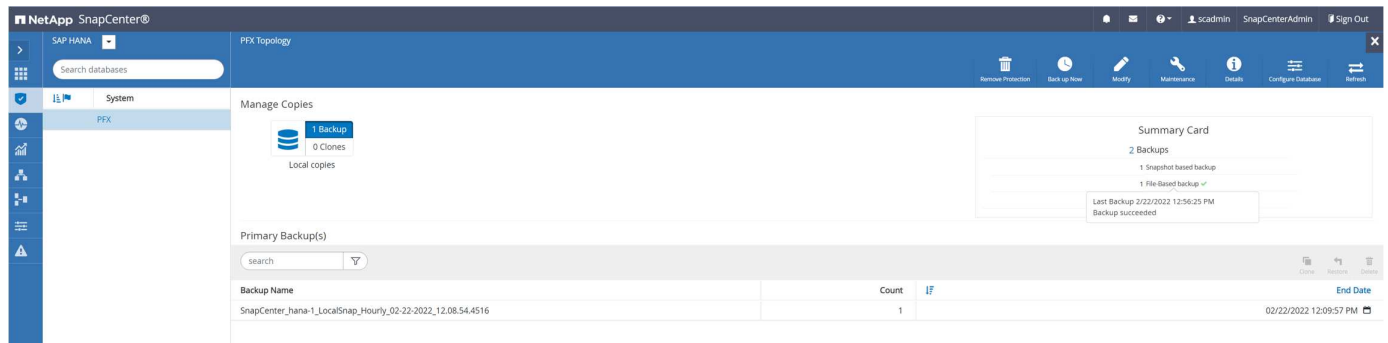 NetApp SnapCenter®
scadmin SnapCenterAdmin Sign Out
SAP HANA
PFX Topology
Search databases
Remove Protection Back up Now Modify Maintenance Details Configure Database Refresh
System
PFX
Manage Copies
1 Backup
0 Clones
Local copies
Summary Card
2 Backups
1 Snapshot based backup
1 File-Based backup
Last Backup 2/22/2022 12:56:25 PM
Backup succeeded
Primary Backup(s)
search
Clone Restore Delete
Backup Name Count End Date
SnapCenter_hana-1_LocalSnap_Hourly_02-22-2022_12.08.54.4516 1 02/22/2022 12:09:57 PM